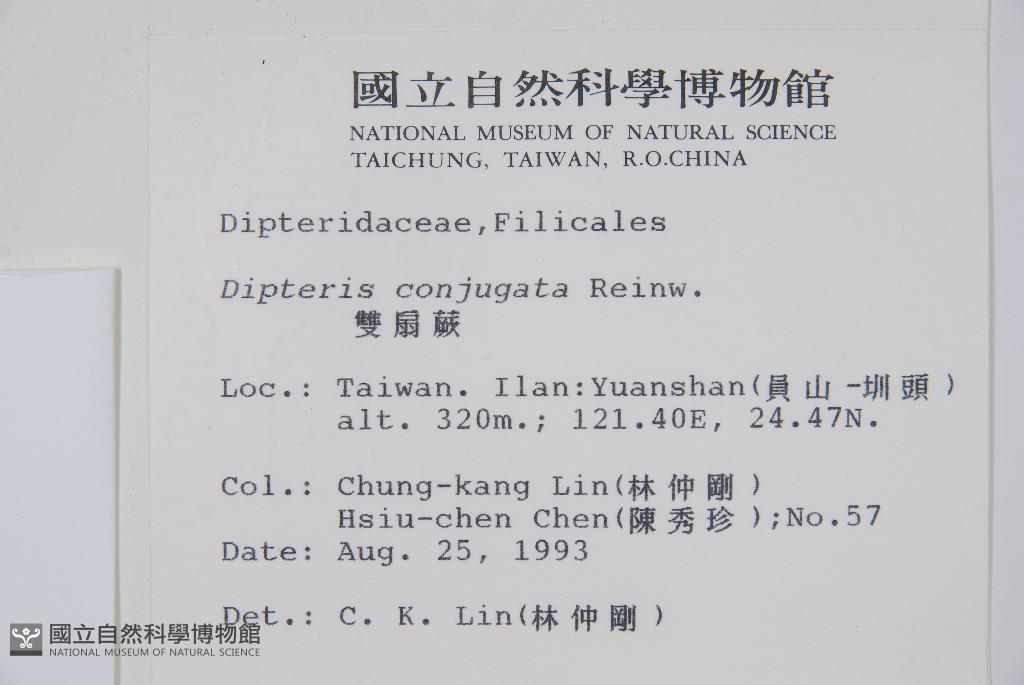 國立自然科學博物館
NATIONAL MUSEUM OF NATURAL SCIENCE
TAICHUNG, TAIWAN, R.O.CHINA
Dipteridaceae,Filicales
Dipteris conjugata Reinw.
雙扇蕨
Loc.: Taiwan. Ilan:Yuanshan(員山-圳頭)
alt. 320m.; 121.40E, 24.47N.
Col.: Chung-kang Lin(林仲剛)
Hsiu-chen Chen(陳秀珍);No.57
Date: Aug. 25, 1993
Det.: C. K. Lin(林仲剛)
國立自然科學博物館
NATIONAL MUSEUM OF NATURAL SCIENCE